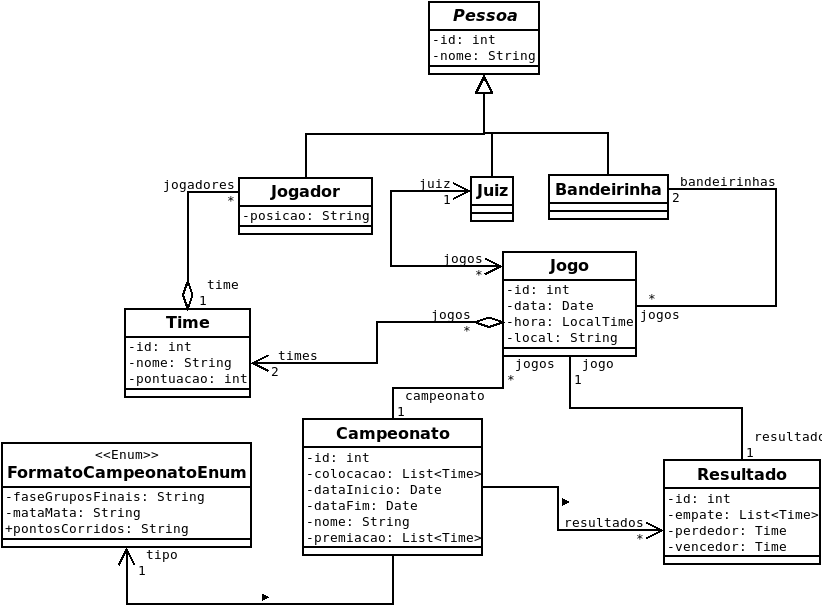 Pessoa
-id: int
-nome: String
jogadores
*
Jogador
-posicao: String
juiz
1
Juiz
Bandeirinha
bandeirinhas
2
jogos
*
Jogo
-id: int
-data: Date
-hora: LocalTime
-local: String
*
jogos
time
1
Time
-id: int
-nome: String
-pontuacao: int
jogos
*
times
2
jogos
*
jogo
1
campeonato
1
Campeonato
-id: int
-colocacao: List<Time>
-dataInicio: Date
-dataFim: Date
-nome: String
-premiacao: List<Time>
<<Enum>>
FormatoCampeonatoEnum
-faseGruposFinais: String
-mataMata: String
+pontosCorridos: String
tipo
1
resultados
*
resultado
1
Resultado
-id: int
-empate: List<Time>
-perdedor: Time
-vencedor: Time